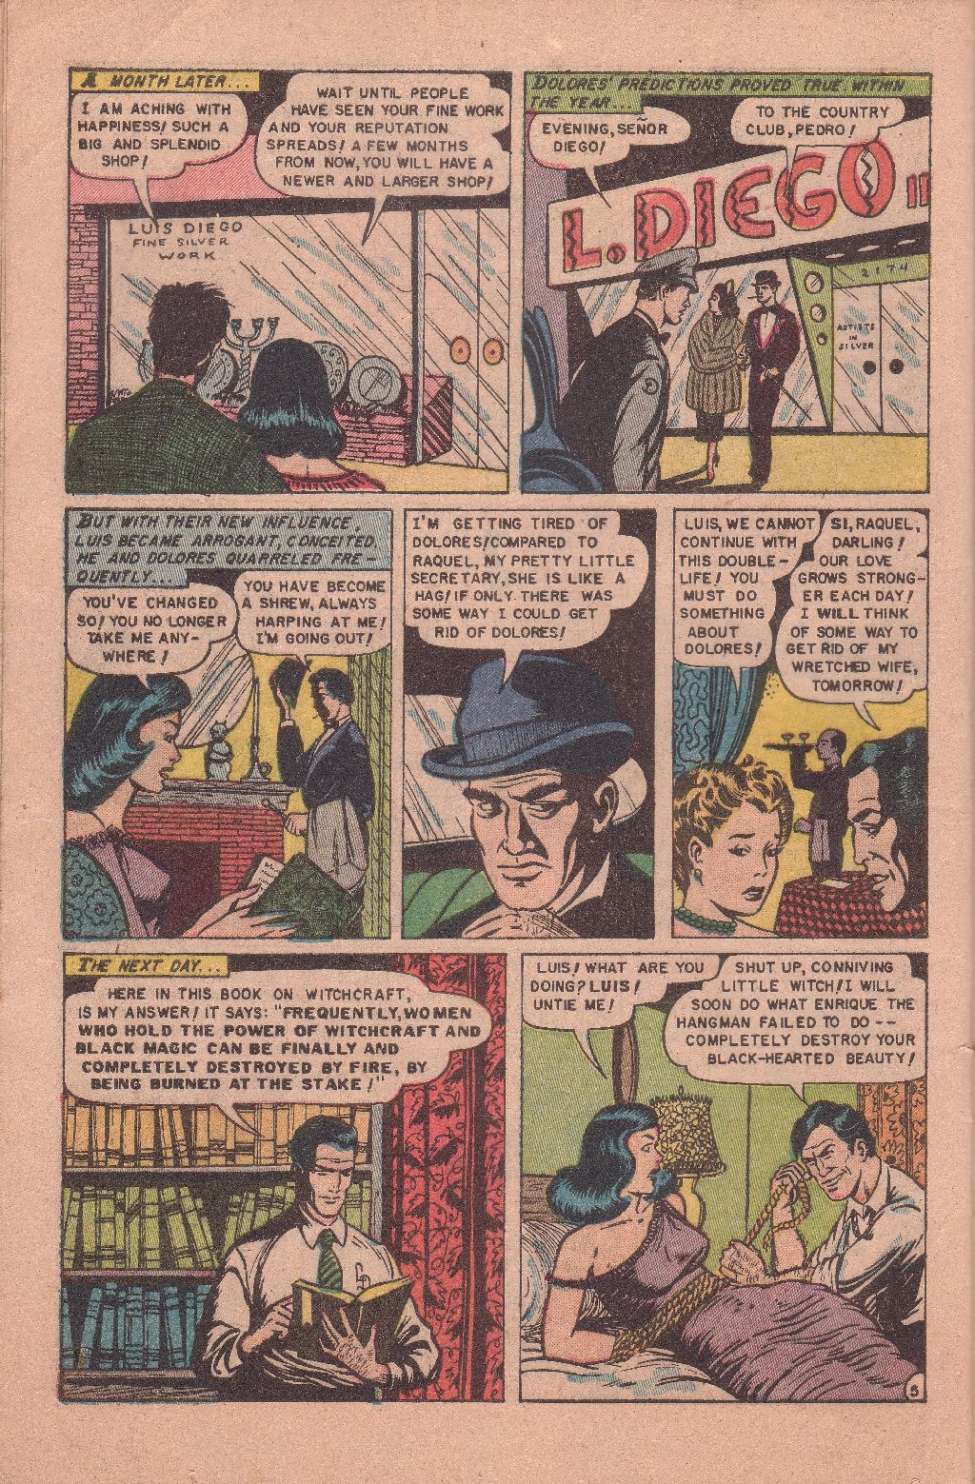 A MONTH LATER...
I AM ACHING WITH
HAPPINESS! SUCH A
BIG AND SPLENDID
SHOP!
WAIT UNTIL PEOPLE
HAVE SEEN YOUR FINE WORK
AND YOUR REPUTATION
SPREADS! A FEW MONTHS
FROM NOW, YOU WILL HAVE A
NEWER AND LARGER SHOP!
LUIS DIEGO
FINE SILVER
WORK
DOLORES' PREDICTIONS PROVED TRUE WITHIN
THE YEAR...
EVENING, SEÑOR
DIEGO!
TO THE COUNTRY
CLUB, PEDRO!
L. DIEGO
2174
ARTISTS
IN
SILVER
BUT WITH THEIR NEW INFLUENCE,
LUIS BECAME ARROGANT, CONCEITED.
HE AND DOLORES QUARRELED FRE-
QUENTLY...
YOU'VE CHANGED
SO! YOU NO LONGER
TAKE ME ANY-
WHERE!
YOU HAVE BECOME
A SHREW, ALWAYS
HARPING AT ME!
I'M GOING OUT!
I'M GETTING TIRED OF
DOLORES! COMPARED TO
RAQUEL, MY PRETTY LITTLE
SECRETARY, SHE IS LIKE A
HAG! IF ONLY THERE WAS
SOME WAY I COULD GET
RID OF DOLORES!
LUIS, WE CANNOT
CONTINUE WITH
THIS DOUBLE-
LIFE! YOU
MUST DO
SOMETHING
ABOUT
DOLORES!
SI, RAQUEL,
DARLING!
OUR LOVE
GROWS STRONG-
ER EACH DAY!
I WILL THINK
OF SOME WAY TO
GET RID OF MY
WRETCHED WIFE,
TOMORROW!
THE NEXT DAY...
HERE IN THIS BOOK ON WITCHCRAFT,
IS MY ANSWER! IT SAYS: "FREQUENTLY, WOMEN
WHO HOLD THE POWER OF WITCHCRAFT AND
BLACK MAGIC CAN BE FINALLY AND
COMPLETELY DESTROYED BY FIRE, BY
BEING BURNED AT THE STAKE!"
LUIS! WHAT ARE YOU
DOING? LUIS!
UNTIE ME!
SHUT UP, CONNIVING
LITTLE WITCH! I WILL
SOON DO WHAT ENRIQUE THE
HANGMAN FAILED TO DO --
COMPLETELY DESTROY YOUR
BLACK-HEARTED BEAUTY!
5